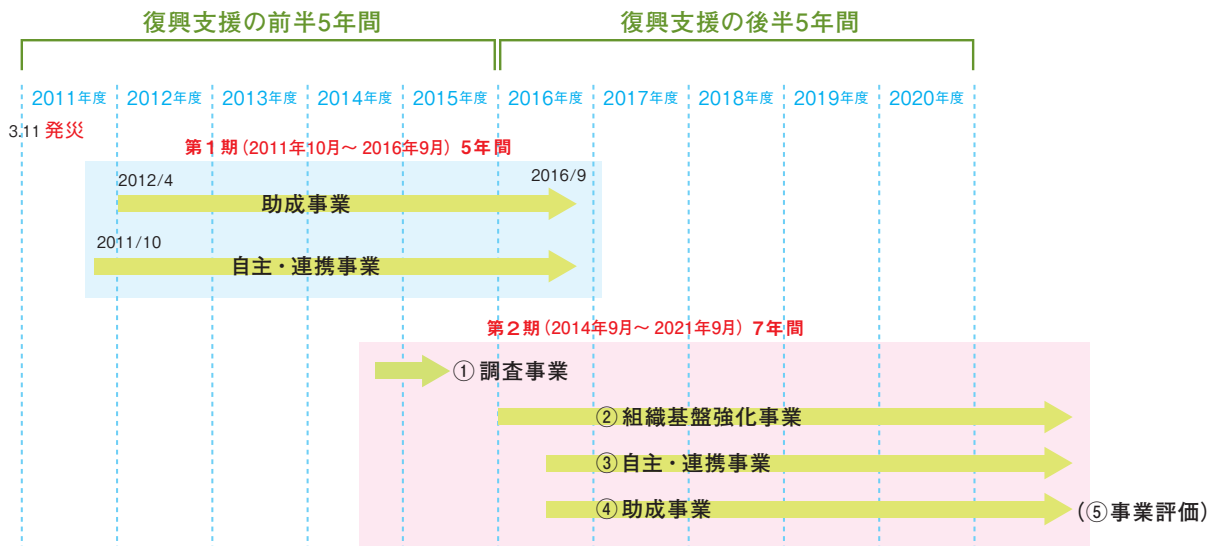 復興支援の前半5年間 復興支援の後半5年間
2011年度 2012年度 2013年度 2014年度 2015年度 2016年度 2017年度 2018年度 2019年度 2020年度
3.11 発災
第1期(2011年10月～2016年9月) 5年間
2012/4 2016/9
助成事業
2011/10
自主・連携事業
第2期(2014年9月～2021年9月) 7年間
①調査事業
②組織基盤強化事業
③自主・連携事業
④助成事業 (⑤事業評価)